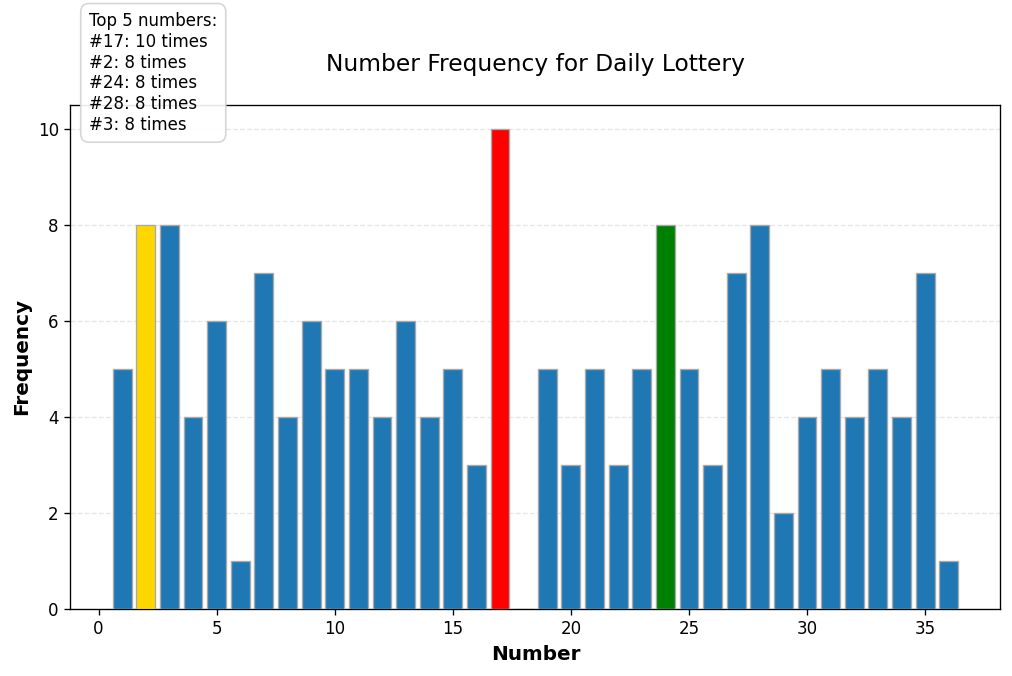 Top 5 numbers:
#17: 10 times
#2: 8 times
#24: 8 times
#28: 8 times
#3: 8 times
Number Frequency for Daily Lottery
10
8
6
4
2
0
Frequency
0 5 10 15 20 25 30 35
Number